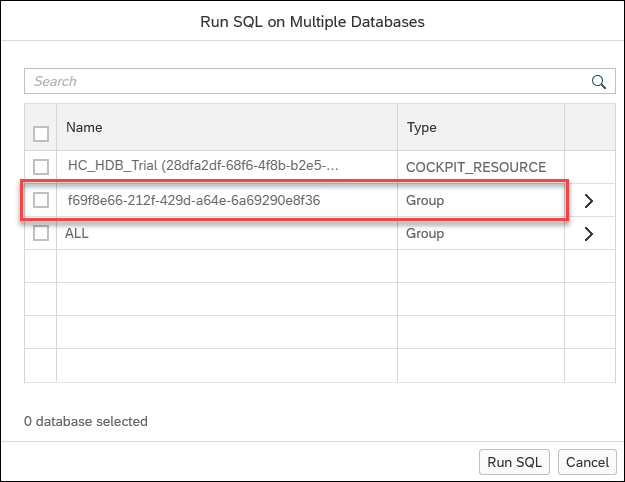 Run SQL on Multiple Databases
Search
Name Type
HC_HDB_Trial (28dfa2df-68f6-4f8b-b2e5-... COCKPIT_RESOURCE
f69f8e66-212f-429d-a64e-6a69290e8f36 Group
ALL Group
0 database selected
Run SQL Cancel